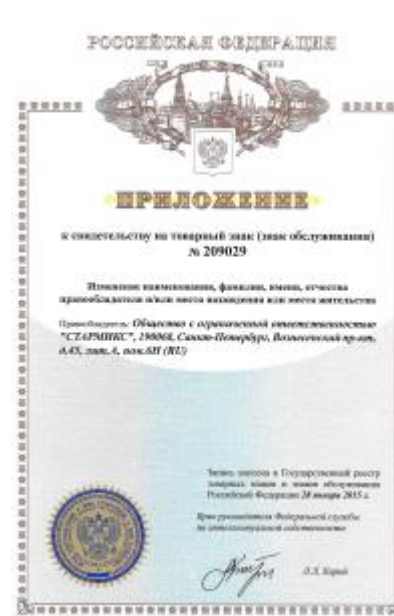 РОССИЙСКАЯ ФЕДЕРАЦИЯ
ПРИЛОЖЕНИЕ
к свидетельству на товарный знак (знак обслуживания)
№ 209029
Изменение наименования, фамилии, имени, отчества
правообладателя и/или места нахождения или места жительства
Правообладатель: Общество с ограниченной ответственностью
"СТАРМИКС", 190068, Санкт-Петербург, Вознесенский пр-кт,
д.45, лит.А, пом.6Н (RU)
Запись внесена в Государственный реестр
товарных знаков и знаков обслуживания
Российской Федерации 28 января 2015 г.
Врио руководителя Федеральной службы
по интеллектуальной собственности
Л.Л. Кирий